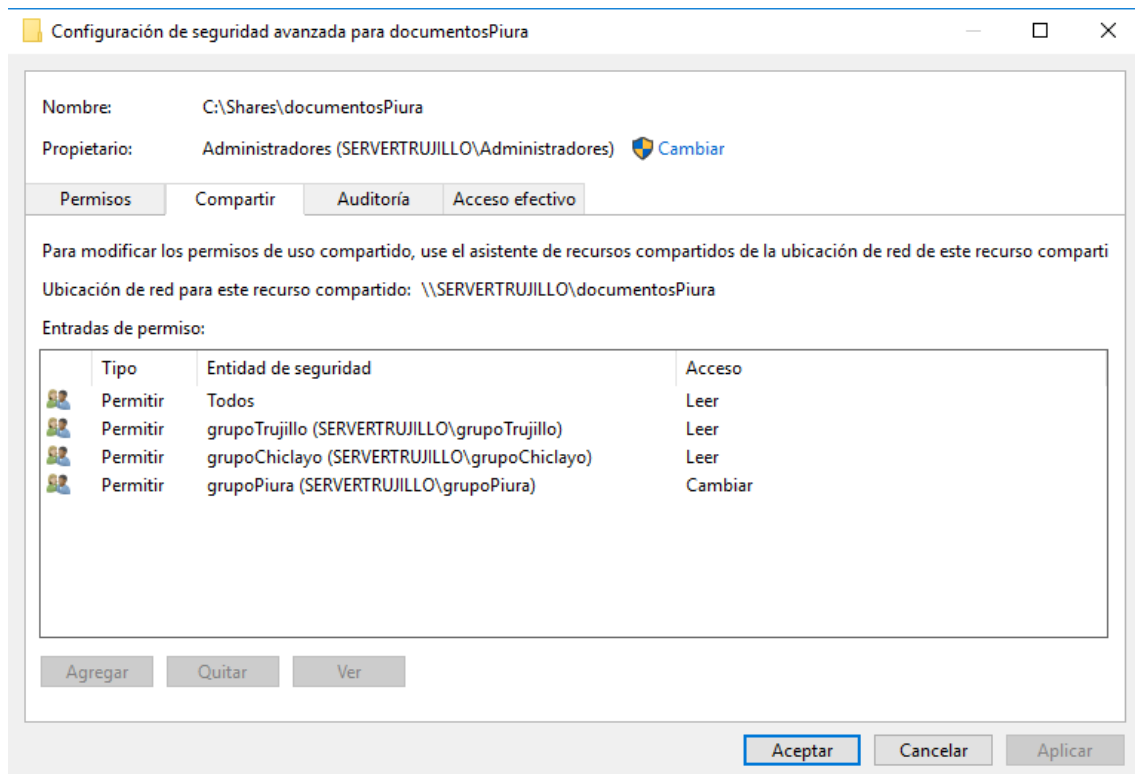 Configuración de seguridad avanzada para documentosPiura
Nombre: C:\Shares\documentosPiura
Propietario: Administradores (SERVERTRUJILLO\Administradores) Cambiar
Permisos Compartir Auditoría Acceso efectivo
Para modificar los permisos de uso compartido, use el asistente de recursos compartidos de la ubicación de red de este recurso comparti
Ubicación de red para este recurso compartido: \\SERVERTRUJILLO\documentosPiura
Entradas de permiso:
Tipo Entidad de seguridad Acceso
Permitir Todos Leer
Permitir grupoTrujillo (SERVERTRUJILLO\grupoTrujillo) Leer
Permitir grupoChiclayo (SERVERTRUJILLO\grupoChiclayo) Leer
Permitir grupoPiura (SERVERTRUJILLO\grupoPiura) Cambiar
Agregar Quitar Ver
Aceptar Cancelar Aplicar